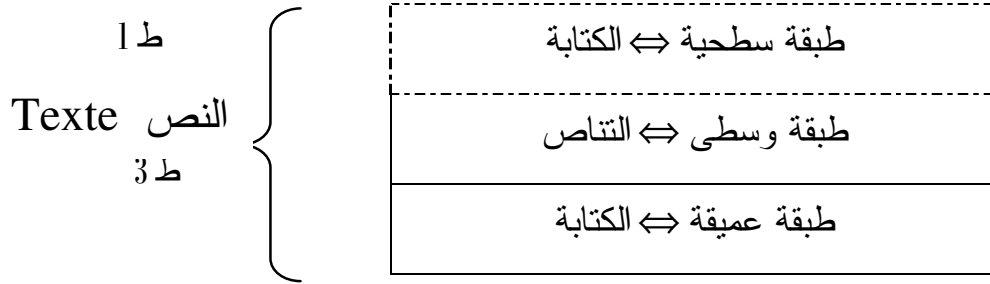 طبقة سطحية ⇔ الكتابة
ط 1
طبقة وسطى ⇔ التناص
النص Texte
ط 3
طبقة عميقة ⇔ الكتابة